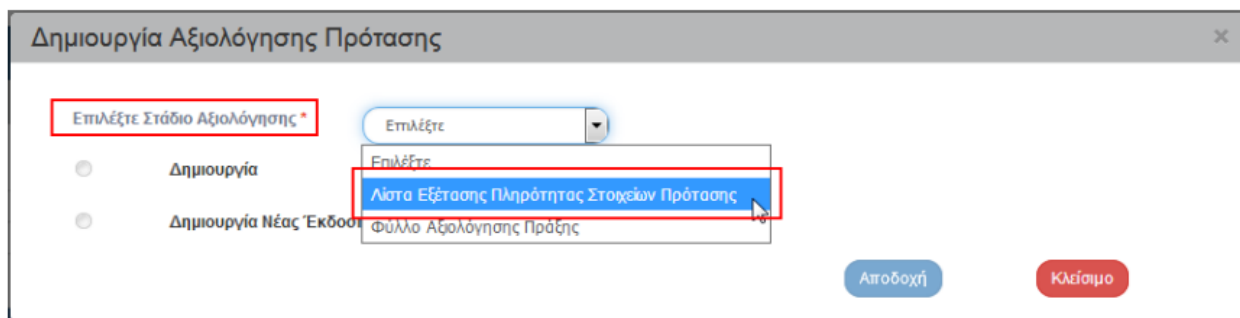 Δημιουργία Αξιολόγησης Πρότασης ×
Επιλέξτε Στάδιο Αξιολόγησης * Επιλέξτε
Επιλέξτε
Δημιουργία
Λίστα Εξέτασης Πληρότητας Στοιχείων Πρότασης
Δημιουργία Νέας Φύλλο Αξιολόγησης Πράξης
Αποδοχή Κλείσιμο